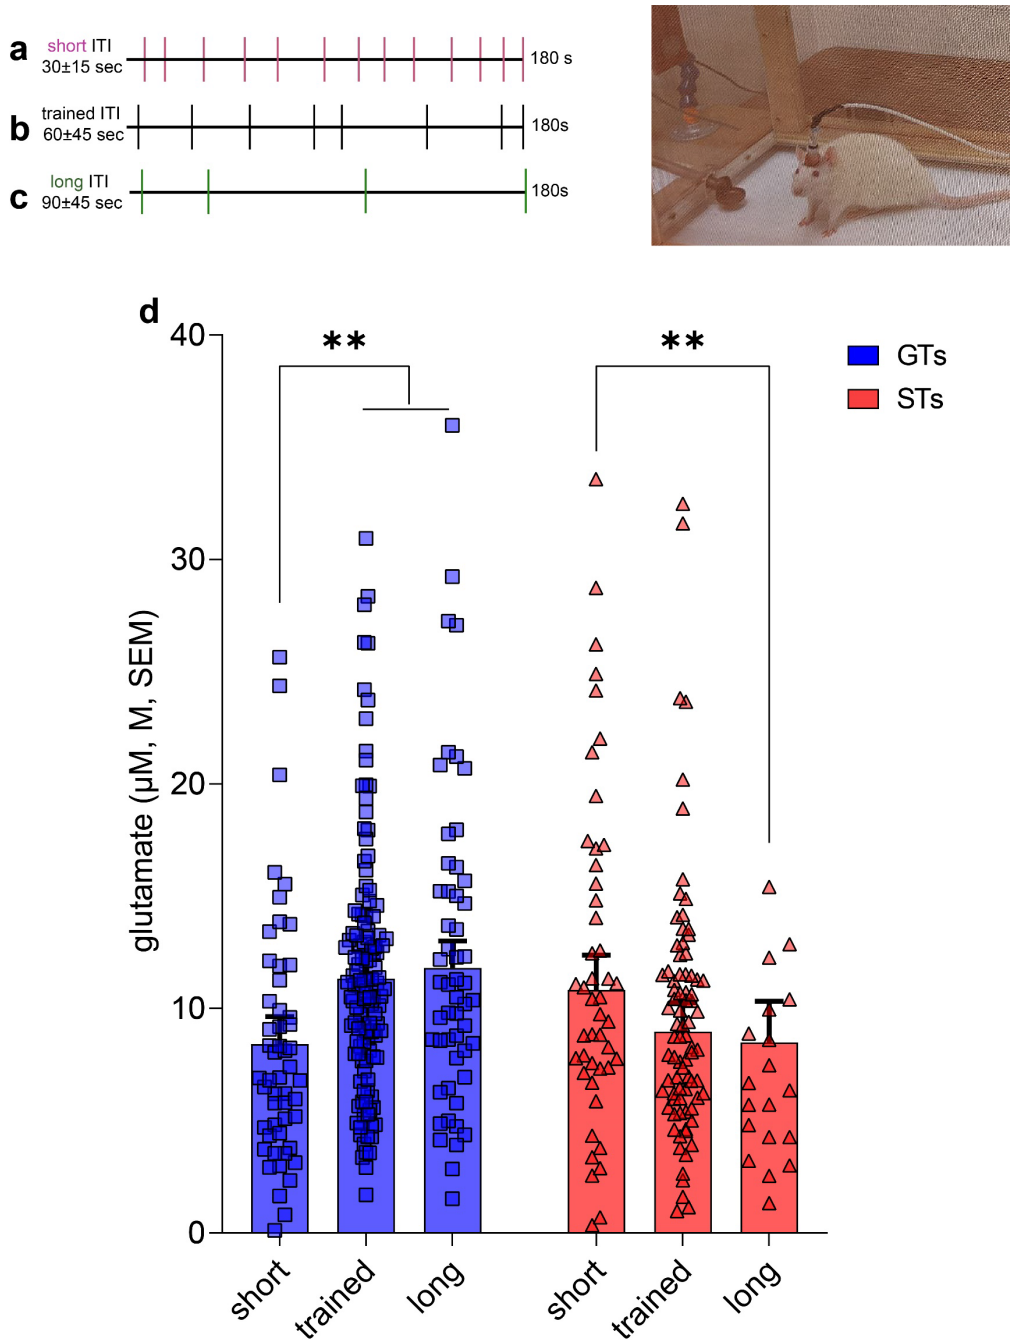 a
short ITI
30±15 sec
180 s
b
trained ITI
60±45 sec
180s
c
long ITI
90±45 sec
180s
d
**
**
GTs
STs
glutamate (µM, M, SEM)
40
30
20
10
0
short
trained
long
short
trained
long